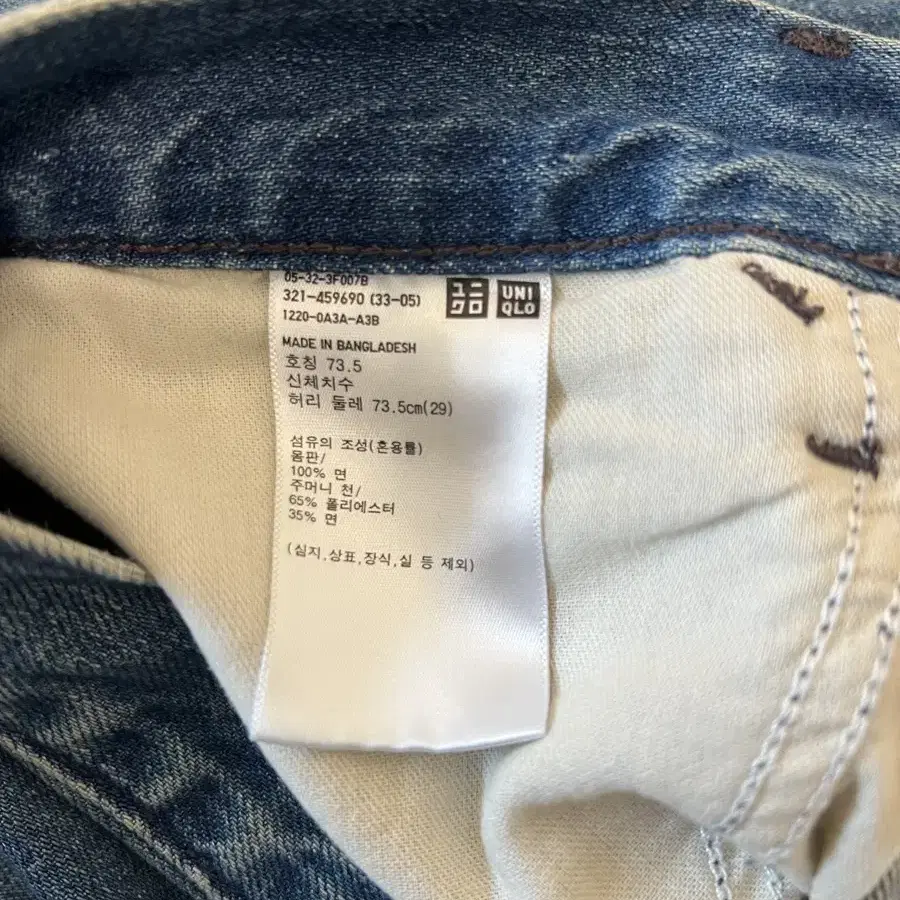 05-32-3F007B
321-459690 (33-05)
1220-0A3A-A3B
ユニ
クロ
UNI
QLO
MADE IN BANGLADESH
호칭 73.5
신체치수
허리 둘레 73.5cm(29)
섬유의 조성(혼용률)
몸판/
100% 면
주머니 천/
65% 폴리에스터
35% 면
(심지,상표,장식,실 등 제외)